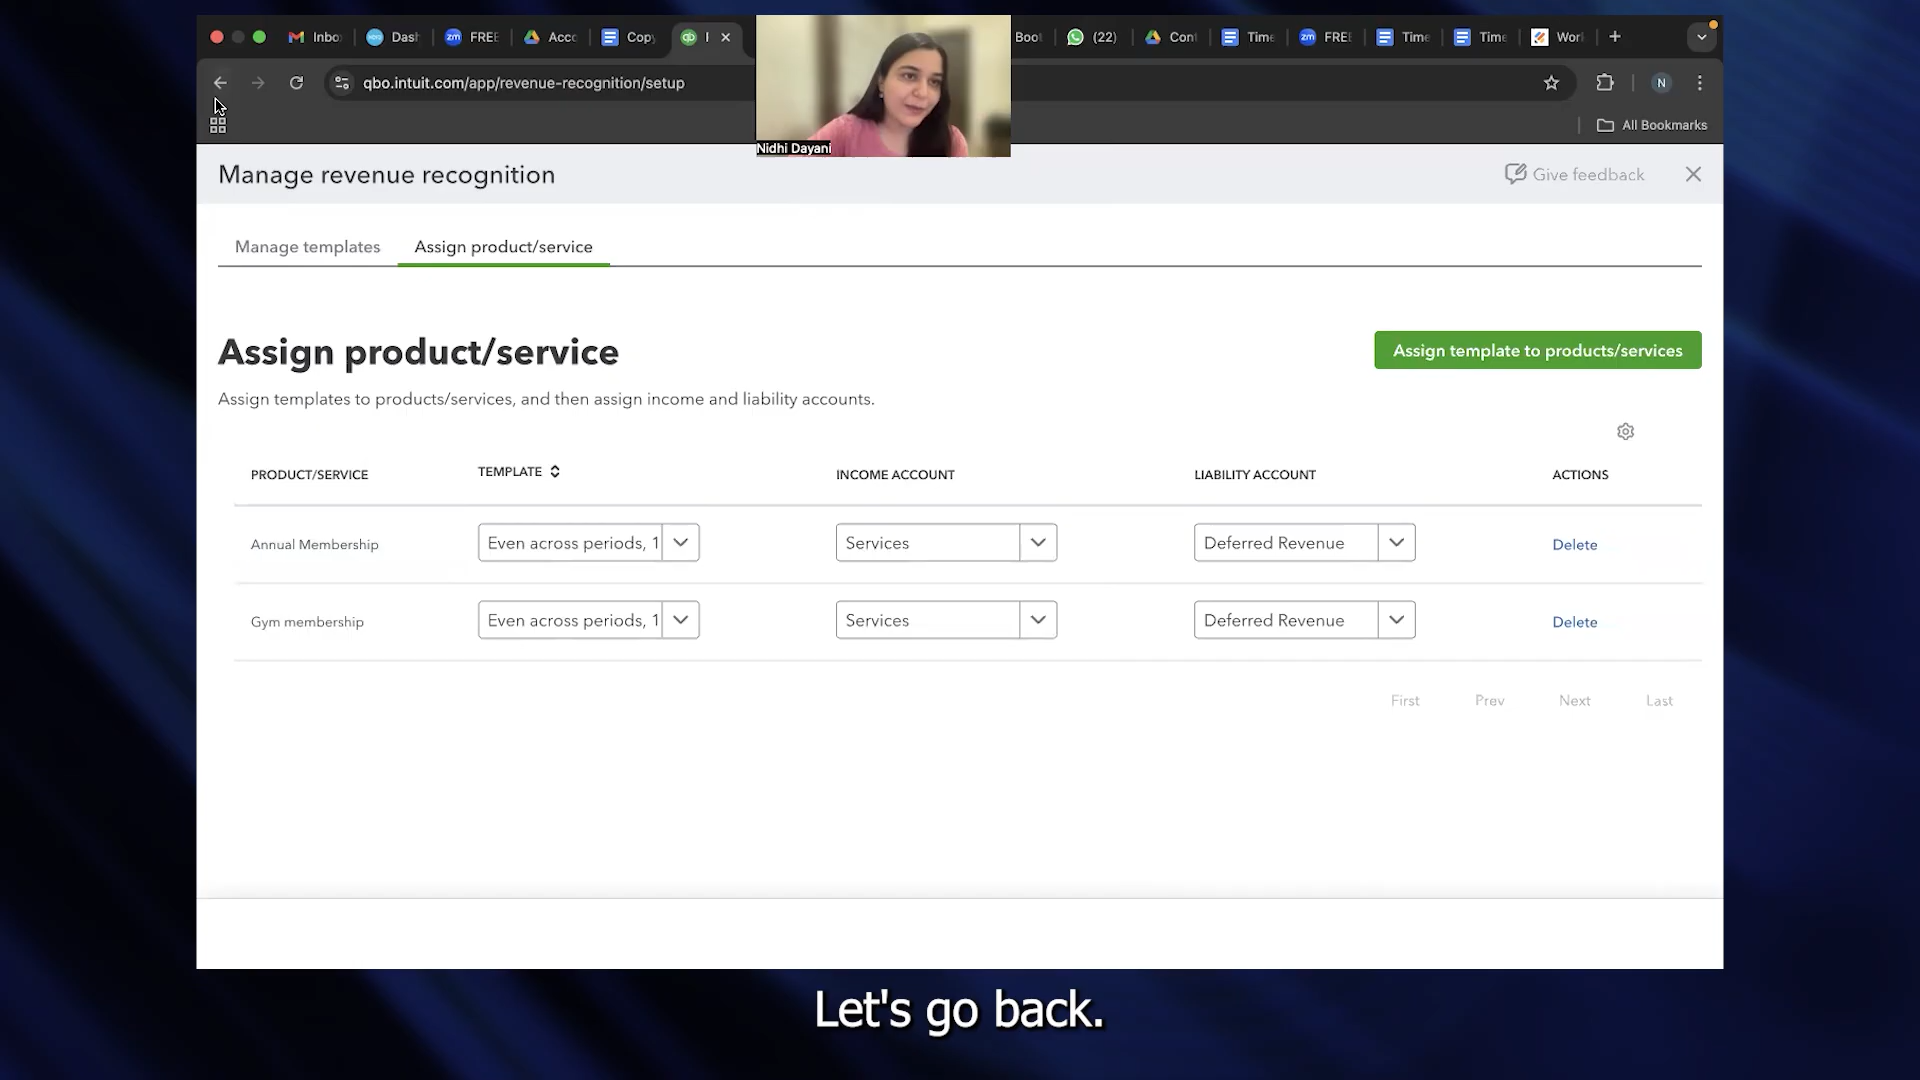 Inbo
Dash
FREE
Acco
Copy
Boot
(22)
Cont
Time
FREE
Time
Time
Work
qbo.intuit.com/app/revenue-recognition/setup
N
All Bookmarks
Nidhi Dayani
Manage revenue recognition
Give feedback
Manage templates
Assign product/service
Assign product/service
Assign template to products/services
Assign templates to products/services, and then assign income and liability accounts.
PRODUCT/SERVICE
TEMPLATE
INCOME ACCOUNT
LIABILITY ACCOUNT
ACTIONS
Annual Membership
Even across periods, 1
Services
Deferred Revenue
Delete
Gym membership
Even across periods, 1
Services
Deferred Revenue
Delete
First
Prev
Next
Last
Let's go back.